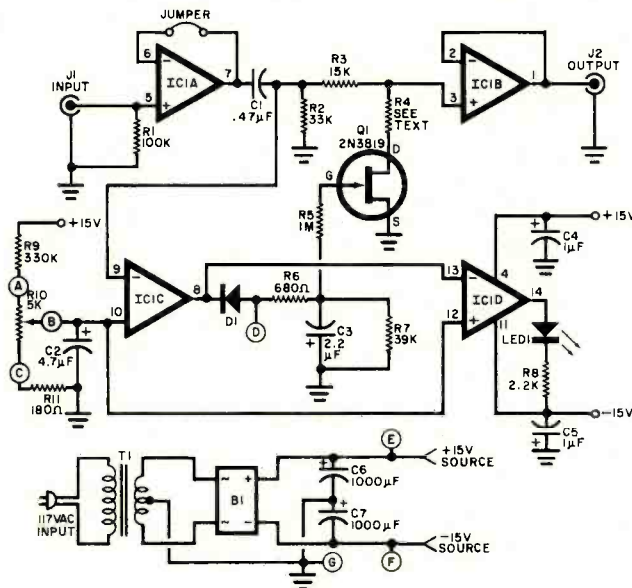 JUMPER
6
IC1A
7
5
J1
INPUT
R1
100K
C1
.47µF
R2
33K
R3
15K
R4
SEE
TEXT
Q1
2N3819
D
G
S
2
IC1B
1
3
J2
OUTPUT
+15V
R9
330K
A
R10
5K
B
C2
4.7µF
C
R11
180Ω
9
IC1C
8
10
D1
D
R6
680Ω
R5
1M
C3
2.2
µF
R7
39K
13
IC1D
14
12
4
11
C4
1µF
+15V
LED1
R8
2.2K
-15V
C5
1µF
117VAC
INPUT
T1
B1
~ +
~ -
E
C6
1000µF
C7
1000µF
G
F
+15V
SOURCE
-15V
SOURCE